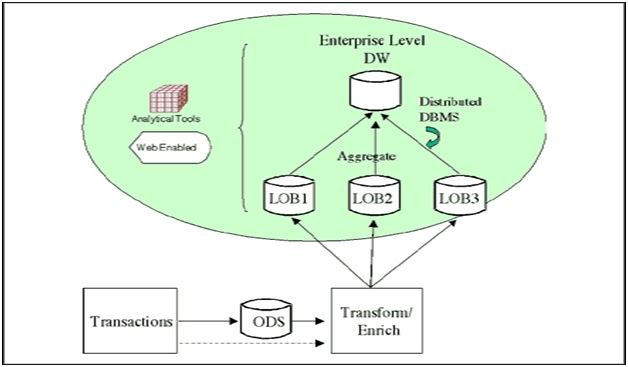 Enterprise Level
DW
Distributed
DBMS
Analytical Tools
Web Enabled
Aggregate
LOB1
LOB2
LOB3
Transactions
ODS
Transform/
Enrich